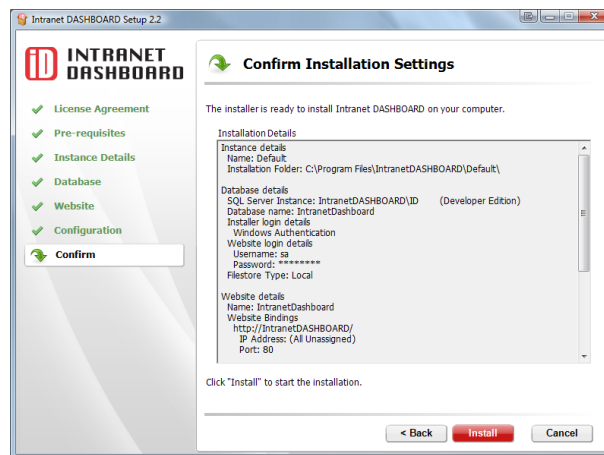 Intranet DASHBOARD Setup 2.2
iD INTRANET
DASHBOARD
Confirm Installation Settings
License Agreement
Pre-requisites
Instance Details
Database
Website
Configuration
Confirm
The installer is ready to install Intranet DASHBOARD on your computer.
Installation Details
Instance details
Name: Default
Installation Folder: C:\Program Files\IntranetDASHBOARD\Default\
Database details
SQL Server Instance: IntranetDASHBOARD\ID (Developer Edition)
Database name: IntranetDashboard
Installer login details
Windows Authentication
Website login details
Username: sa
Password: ********
Filestore Type: Local
Website details
Name: IntranetDashboard
Website Bindings
http://IntranetDASHBOARD/
IP Address: (All Unassigned)
Port: 80
Click "Install" to start the installation.
< Back
Install
Cancel